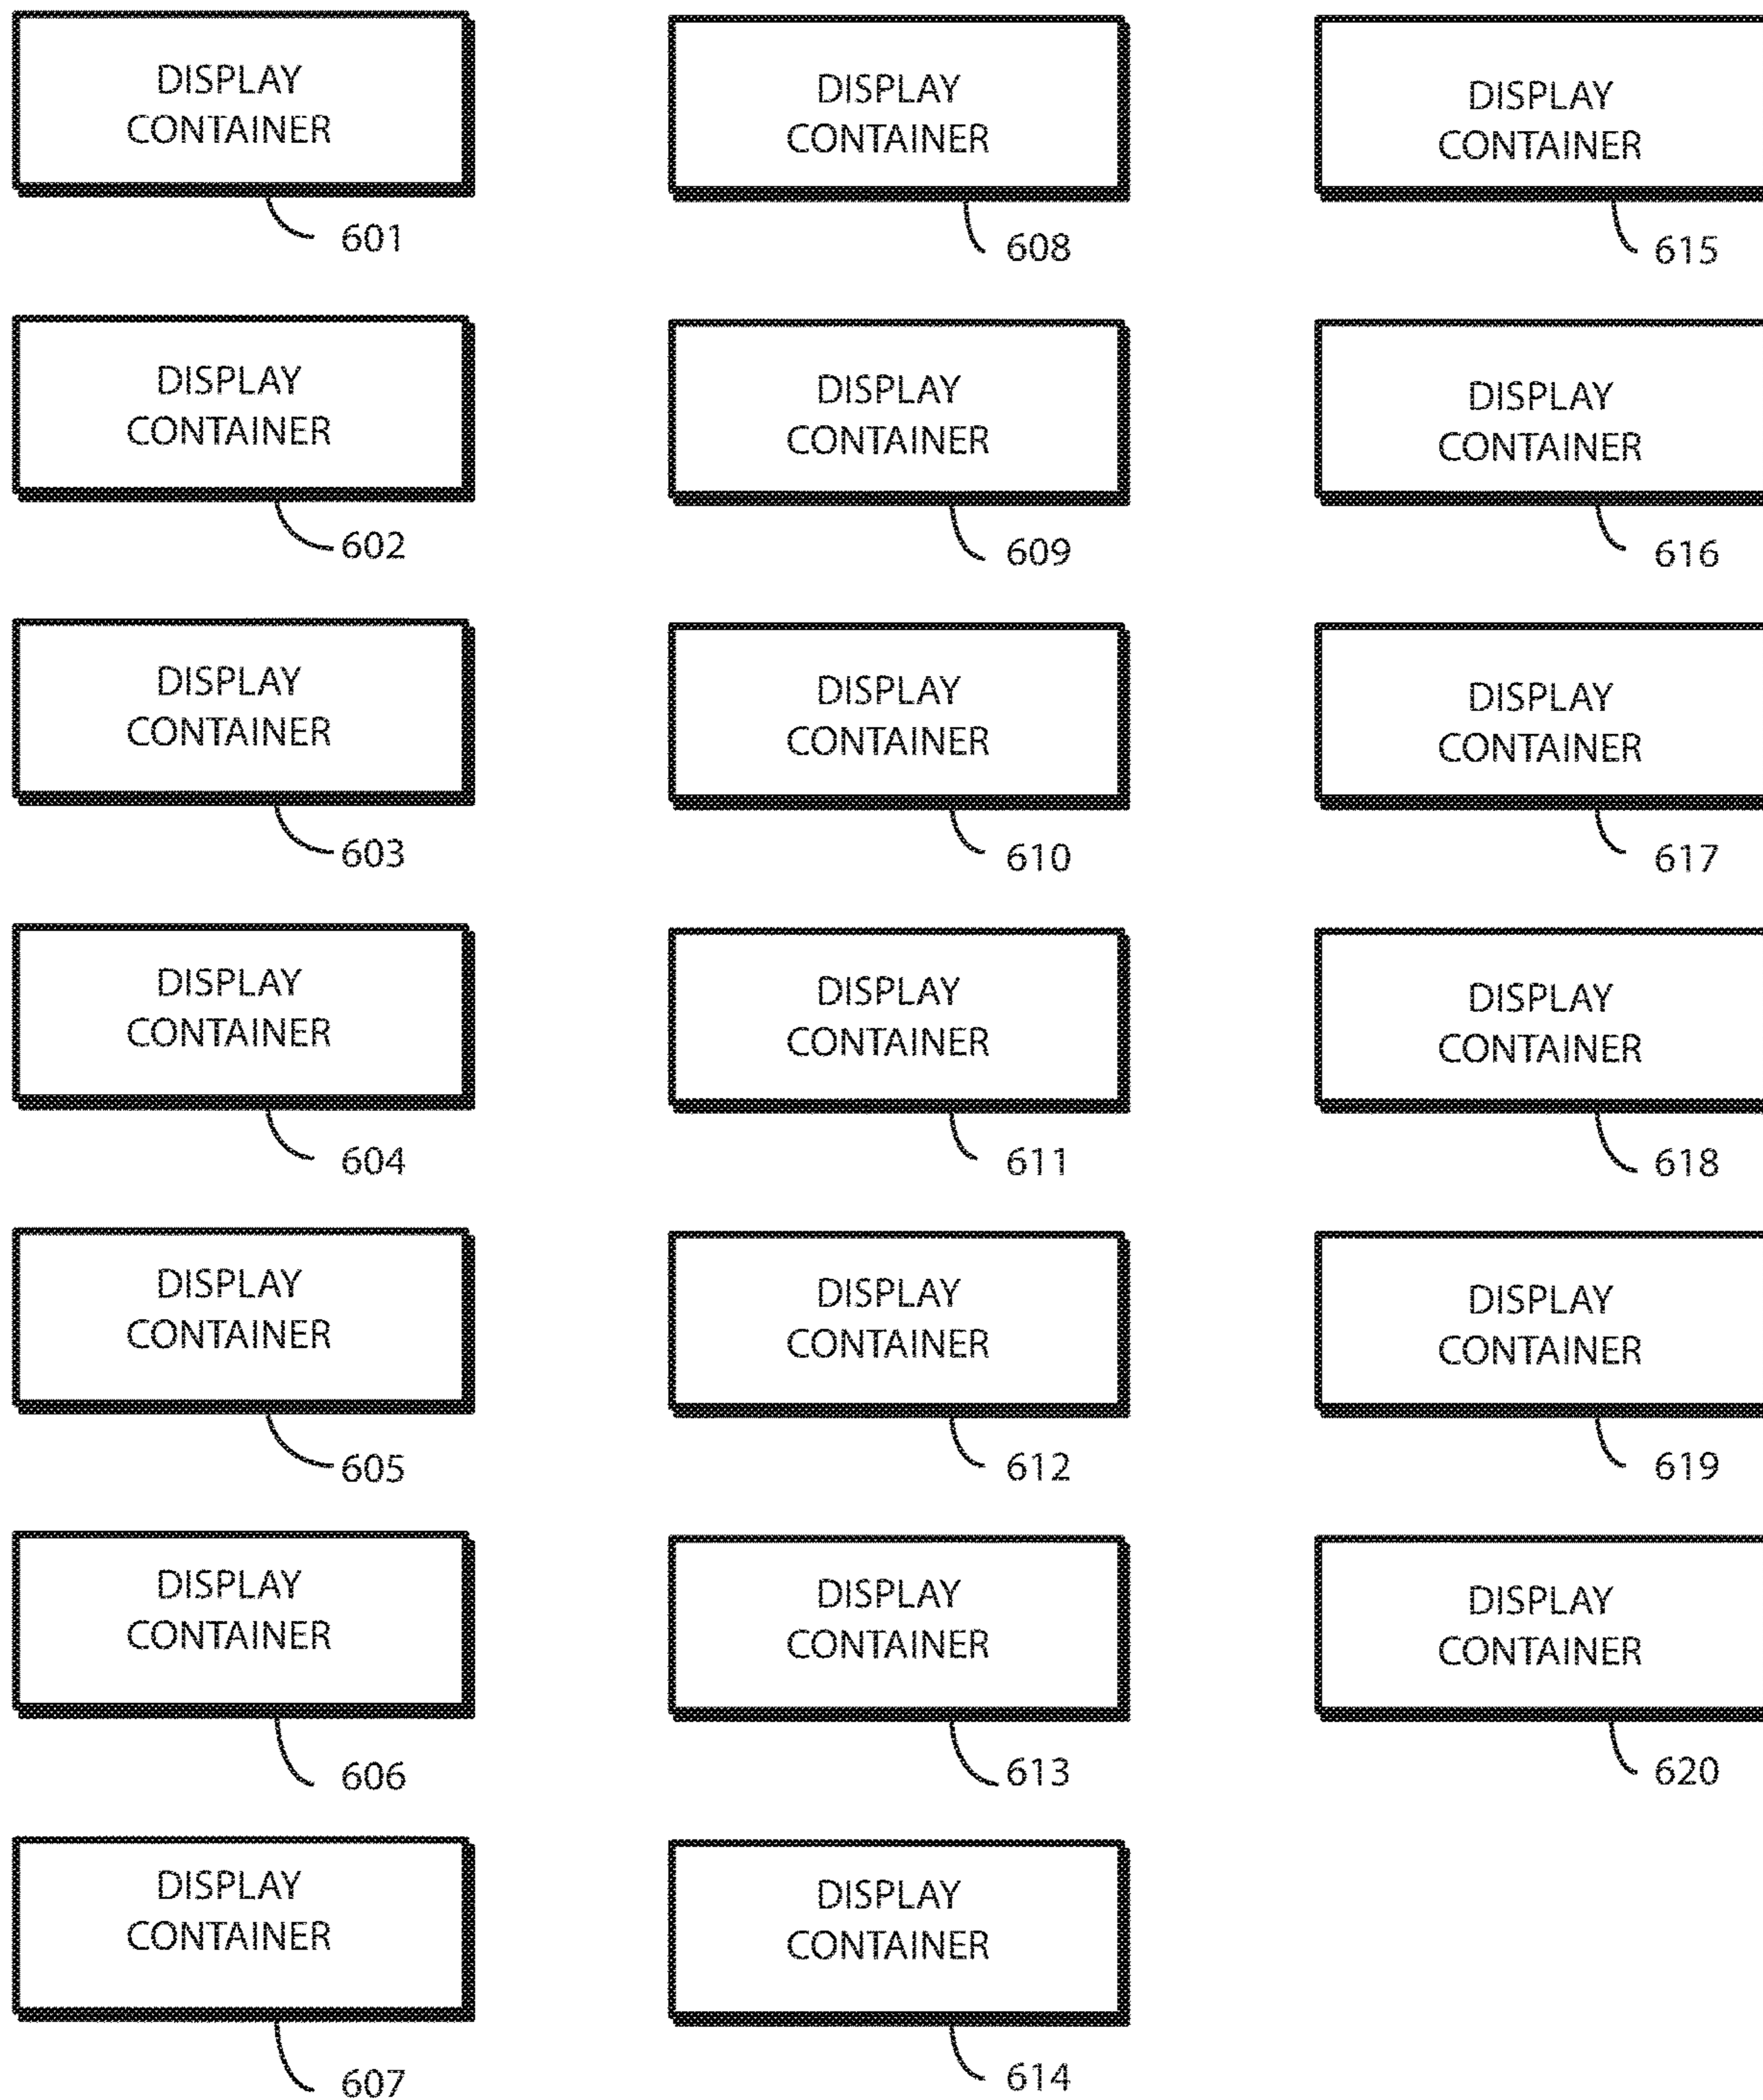 DISPLAY
CONTAINER
601
DISPLAY
CONTAINER
602
DISPLAY
CONTAINER
603
DISPLAY
CONTAINER
604
DISPLAY
CONTAINER
605
DISPLAY
CONTAINER
606
DISPLAY
CONTAINER
607
DISPLAY
CONTAINER
608
DISPLAY
CONTAINER
609
DISPLAY
CONTAINER
610
DISPLAY
CONTAINER
611
DISPLAY
CONTAINER
612
DISPLAY
CONTAINER
613
DISPLAY
CONTAINER
614
DISPLAY
CONTAINER
615
DISPLAY
CONTAINER
616
DISPLAY
CONTAINER
617
DISPLAY
CONTAINER
618
DISPLAY
CONTAINER
619
DISPLAY
CONTAINER
620